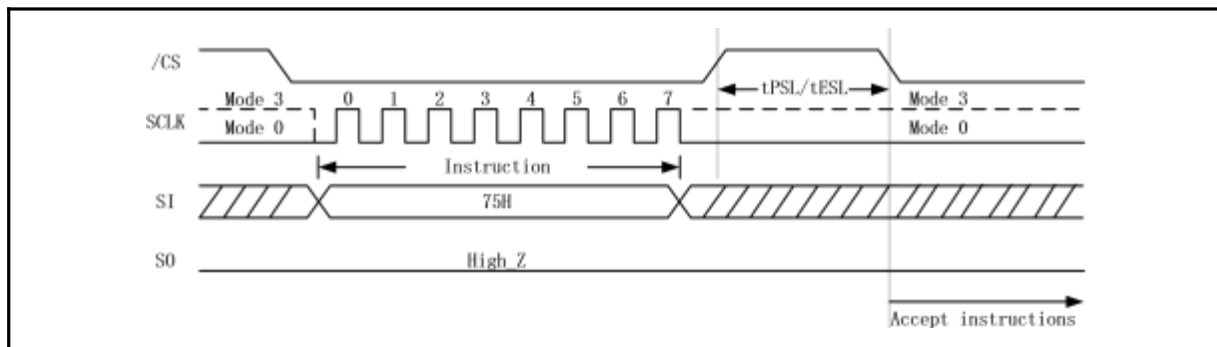 /CS
tPSL/tESL
Mode 3 0 1 2 3 4 5 6 7 Mode 3
SCLK
Mode 0 Mode 0
Instruction
SI 75H
SO High_Z
Accept instructions